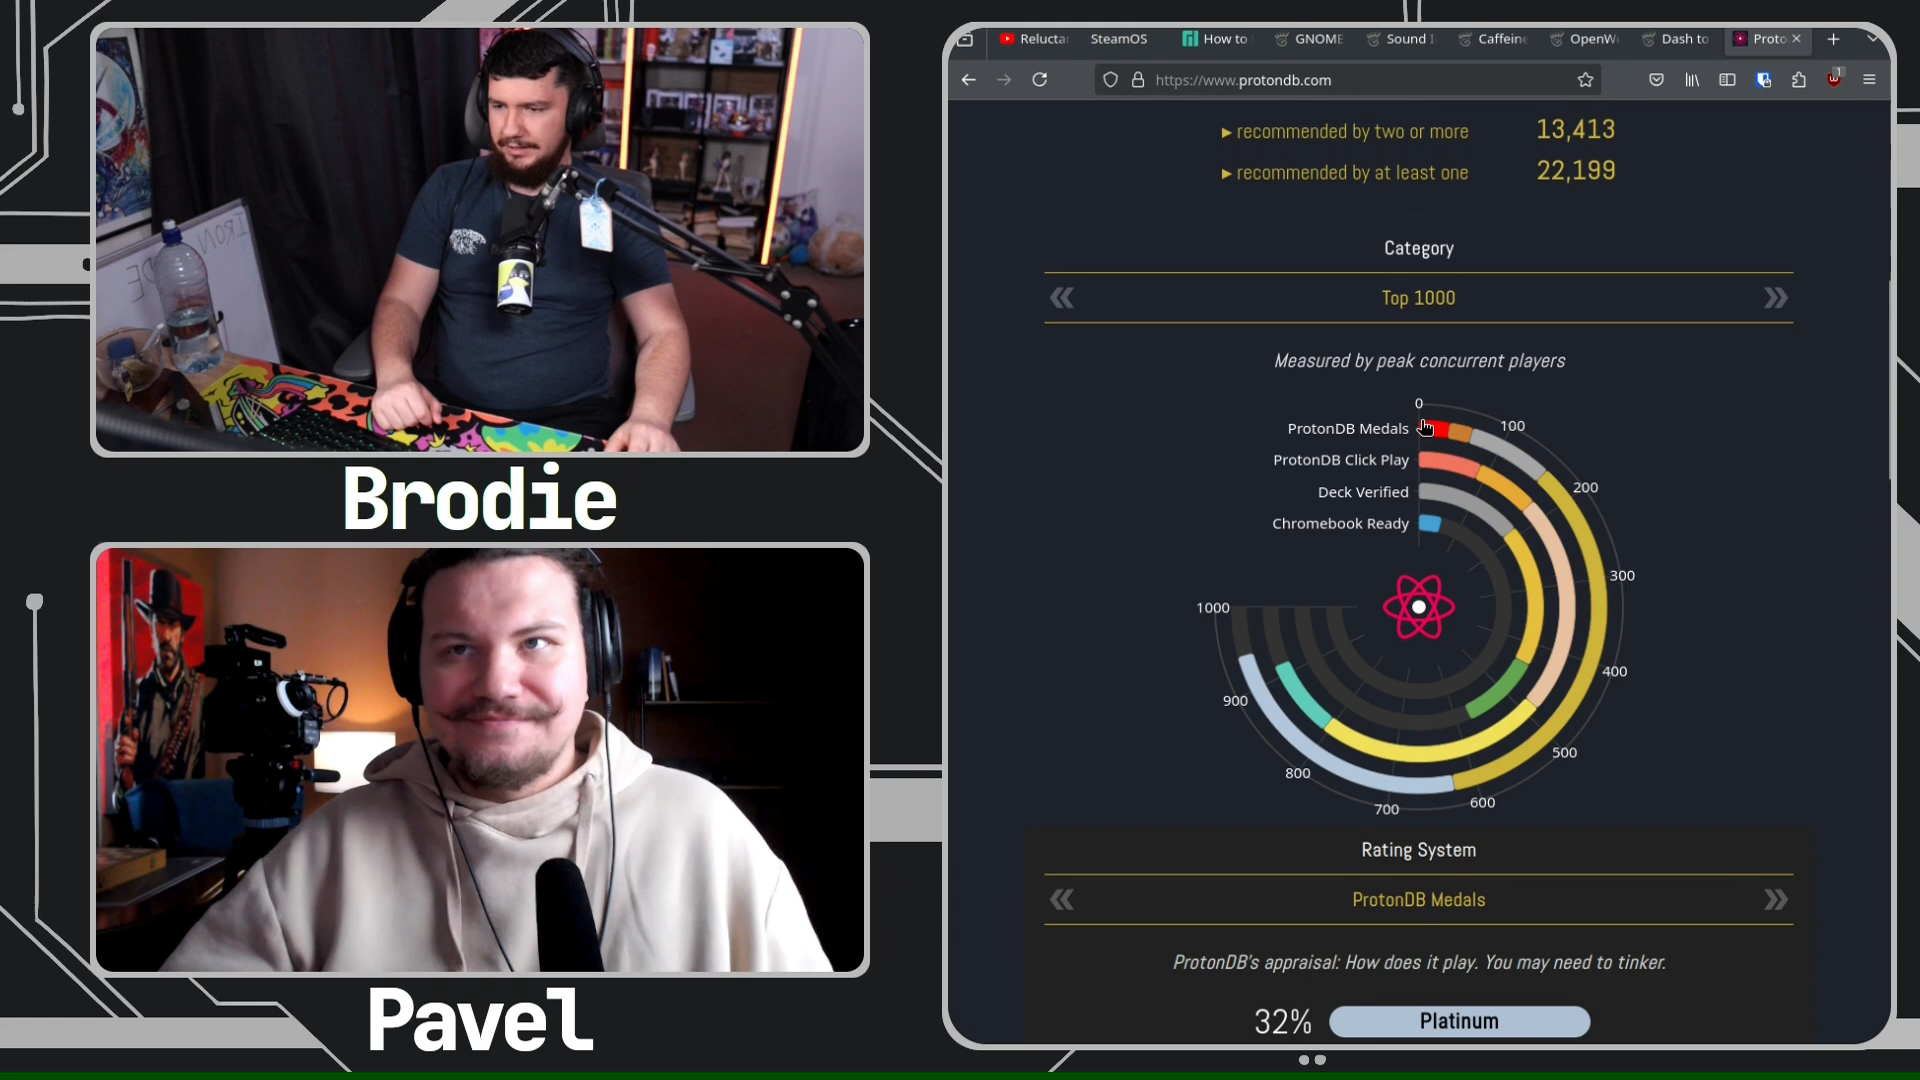 IRON
DE
Brodie
Pavel
Relucta
SteamOS
How to
GNOME
Sound I
Caffeine
OpenW
Dash to
Proto
https://www.protondb.com
1
▸ recommended by two or more 13,413
▸ recommended by at least one 22,199
Category
Top 1000
Measured by peak concurrent players
0
ProtonDB Medals
100
ProtonDB Click Play
Deck Verified
200
Chromebook Ready
300
1000
400
900
500
800
600
700
Rating System
ProtonDB Medals
ProtonDB's appraisal: How does it play. You may need to tinker.
32% Platinum